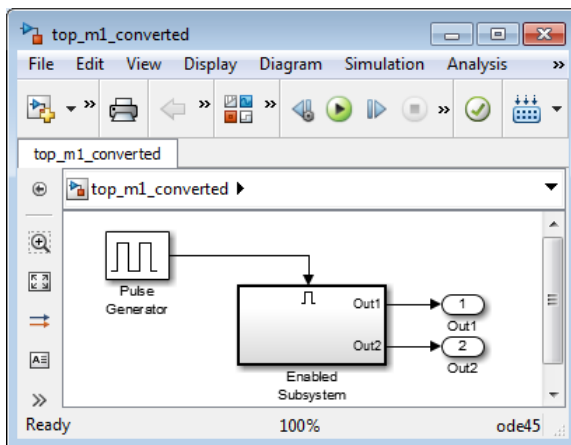 top_m1_converted
File Edit View Display Diagram Simulation Analysis »
» » » »
top_m1_converted
top_m1_converted
Pulse
Generator
Out1
Out2
Enabled
Subsystem
1
Out1
2
Out2
A
»
Ready 100% ode45